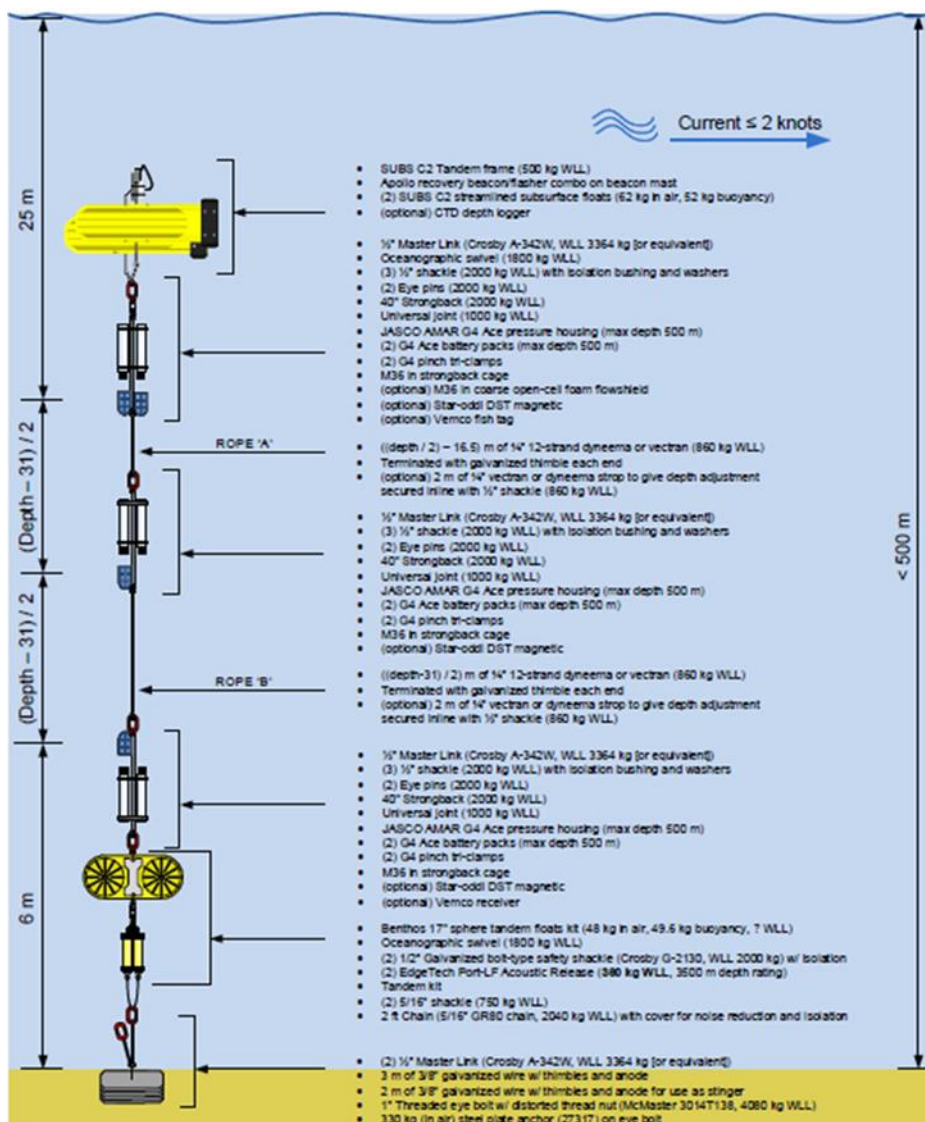 Current ≤ 2 knots
25 m
• SUBS C2 Tandem frame (500 kg WLL)
• Apollo recovery beacon/flasher combo on beacon mast
• (2) SUBS C2 streamlined subsurface floats (62 kg in air, 52 kg buoyancy)
• (optional) CTD depth logger
• ½" Master Link (Crosby A-342W, WLL 3364 kg [or equivalent])
• Oceanographic swivel (1800 kg WLL)
• (3) ½" shackle (2000 kg WLL) with isolation bushing and washers
• (2) Eye pins (2000 kg WLL)
• 40" Strongback (2000 kg WLL)
• Universal joint (1000 kg WLL)
• JASCO AMAR G4 Ace pressure housing (max depth 500 m)
• (2) G4 Ace battery packs (max depth 500 m)
• (2) G4 pinch tri-clamps
• M36 in strongback cage
• (optional) M36 in coarse open-cell foam flowshield
• (optional) Star-oddi DST magnetic
• (optional) Vemco fish tag
(Depth – 31) / 2
ROPE 'A'
• ((depth / 2) – 16.5) m of ¼" 12-strand dyneema or vectran (860 kg WLL)
• Terminated with galvanized thimble each end
• (optional) 2 m of ¼" vectran or dyneema strop to give depth adjustment
secured inline with ½" shackle (860 kg WLL)
• ½" Master Link (Crosby A-342W, WLL 3364 kg [or equivalent])
• (3) ½" shackle (2000 kg WLL) with isolation bushing and washers
• (2) Eye pins (2000 kg WLL)
• 40" Strongback (2000 kg WLL)
• Universal joint (1000 kg WLL)
• JASCO AMAR G4 Ace pressure housing (max depth 500 m)
• (2) G4 Ace battery packs (max depth 500 m)
• (2) G4 pinch tri-clamps
• M36 in strongback cage
• (optional) Star-oddi DST magnetic
< 500 m
(Depth – 31) / 2
ROPE 'B'
• ((depth-31) / 2) m of ¼" 12-strand dyneema or vectran (860 kg WLL)
• Terminated with galvanized thimble each end
• (optional) 2 m of ¼" vectran or dyneema strop to give depth adjustment
secured inline with ½" shackle (860 kg WLL)
• ½" Master Link (Crosby A-342W, WLL 3364 kg [or equivalent])
• (3) ½" shackle (2000 kg WLL) with isolation bushing and washers
• (2) Eye pins (2000 kg WLL)
• 40" Strongback (2000 kg WLL)
• Universal joint (1000 kg WLL)
• JASCO AMAR G4 Ace pressure housing (max depth 500 m)
• (2) G4 Ace battery packs (max depth 500 m)
• (2) G4 pinch tri-clamps
• M36 in strongback cage
• (optional) Star-oddi DST magnetic
• (optional) Vemco receiver
6 m
• Benthos 17" sphere tandem floats kit (48 kg in air, 49.6 kg buoyancy, ? WLL)
• Oceanographic swivel (1800 kg WLL)
• (2) 1/2" Galvanized bolt-type safety shackle (Crosby G-2130, WLL 2000 kg) w/ isolation
• (2) EdgeTech Port-LF Acoustic Release (380 kg WLL, 3500 m depth rating)
• Tandem kit
• (2) 5/16" shackle (750 kg WLL)
• 2 ft Chain (5/16" GR80 chain, 2040 kg WLL) with cover for noise reduction and isolation
• (2) ½" Master Link (Crosby A-342W, WLL 3364 kg [or equivalent])
• 3 m of 3/8" galvanized wire w/ thimbles and anode
• 2 m of 3/8" galvanized wire w/ thimbles and anode for use as stinger
• 1" Threaded eye bolt w/ distorted thread nut (McMaster 3014T138, 4080 kg WLL)
• 330 kg (in air) steel plate anchor (27317) on eye bolt